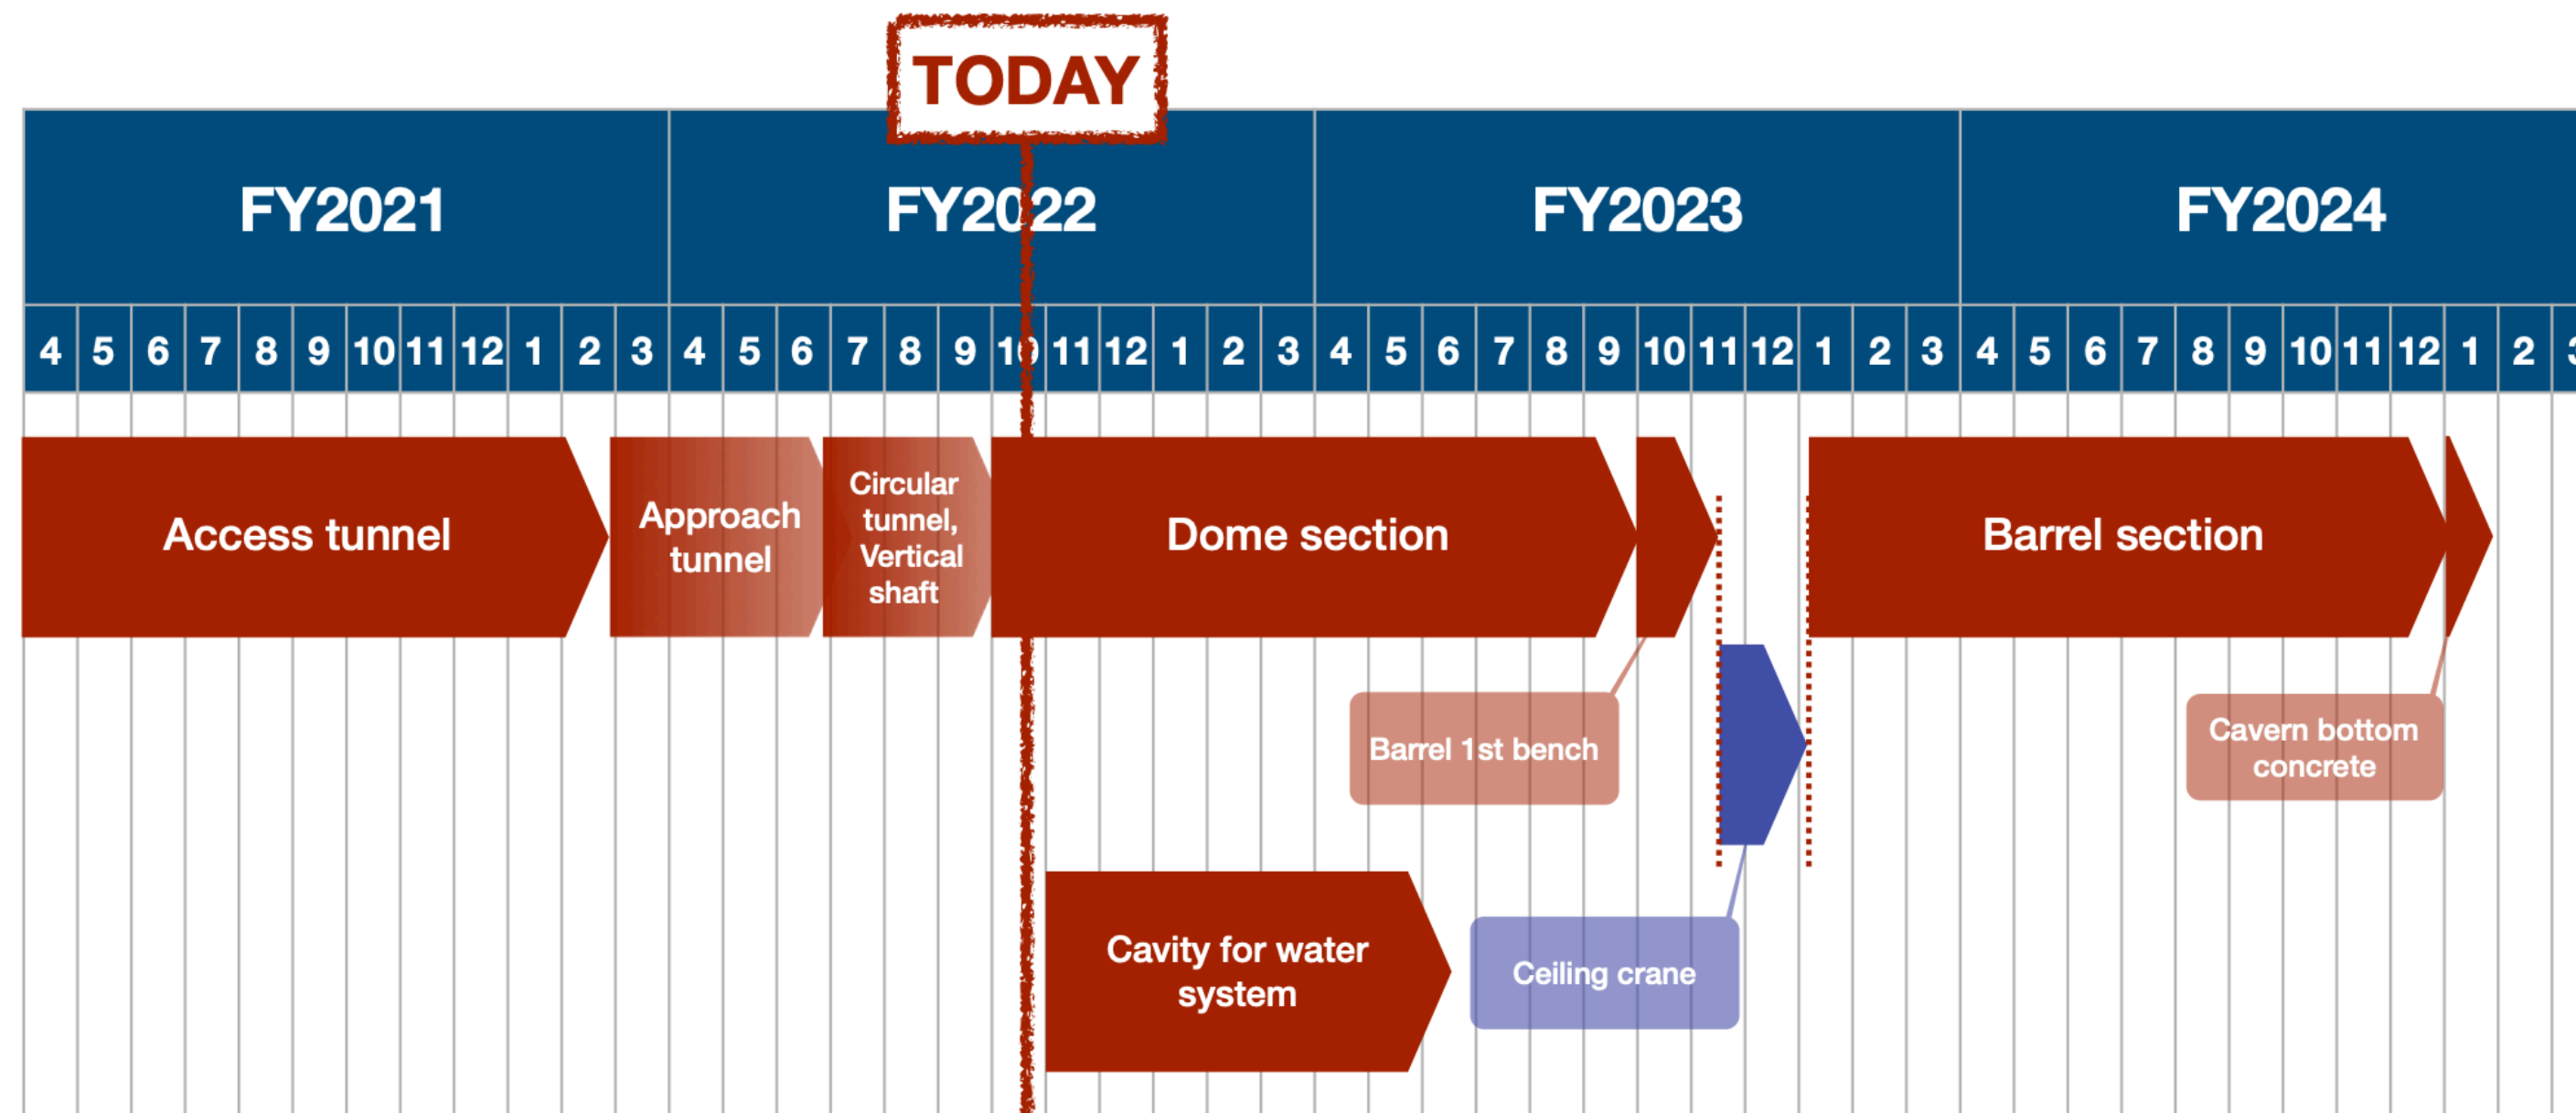 TODAY
FY2021 FY2022 FY2023 FY2024
4 5 6 7 8 9 10 11 12 1 2 3 4 5 6 7 8 9 10 11 12 1 2 3 4 5 6 7 8 9 10 11 12 1 2 3 4 5 6 7 8 9 10 11 12 1 2 3
Access tunnel
Approach
tunnel
Circular
tunnel,
Vertical
shaft
Dome section
Barrel section
Barrel 1st bench
Cavern bottom
concrete
Cavity for water
system
Ceiling crane